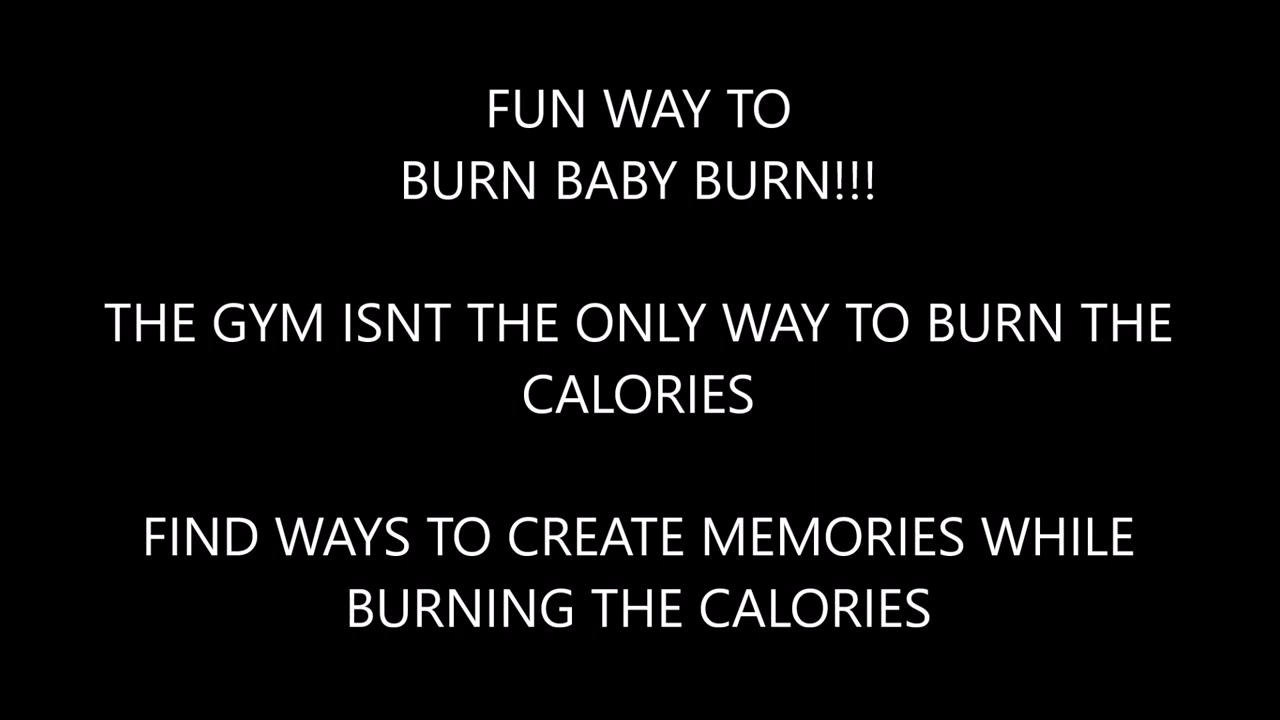 FUN WAY TO
BURN BABY BURN!!!
THE GYM ISNT THE ONLY WAY TO BURN THE
CALORIES
FIND WAYS TO CREATE MEMORIES WHILE
BURNING THE CALORIES